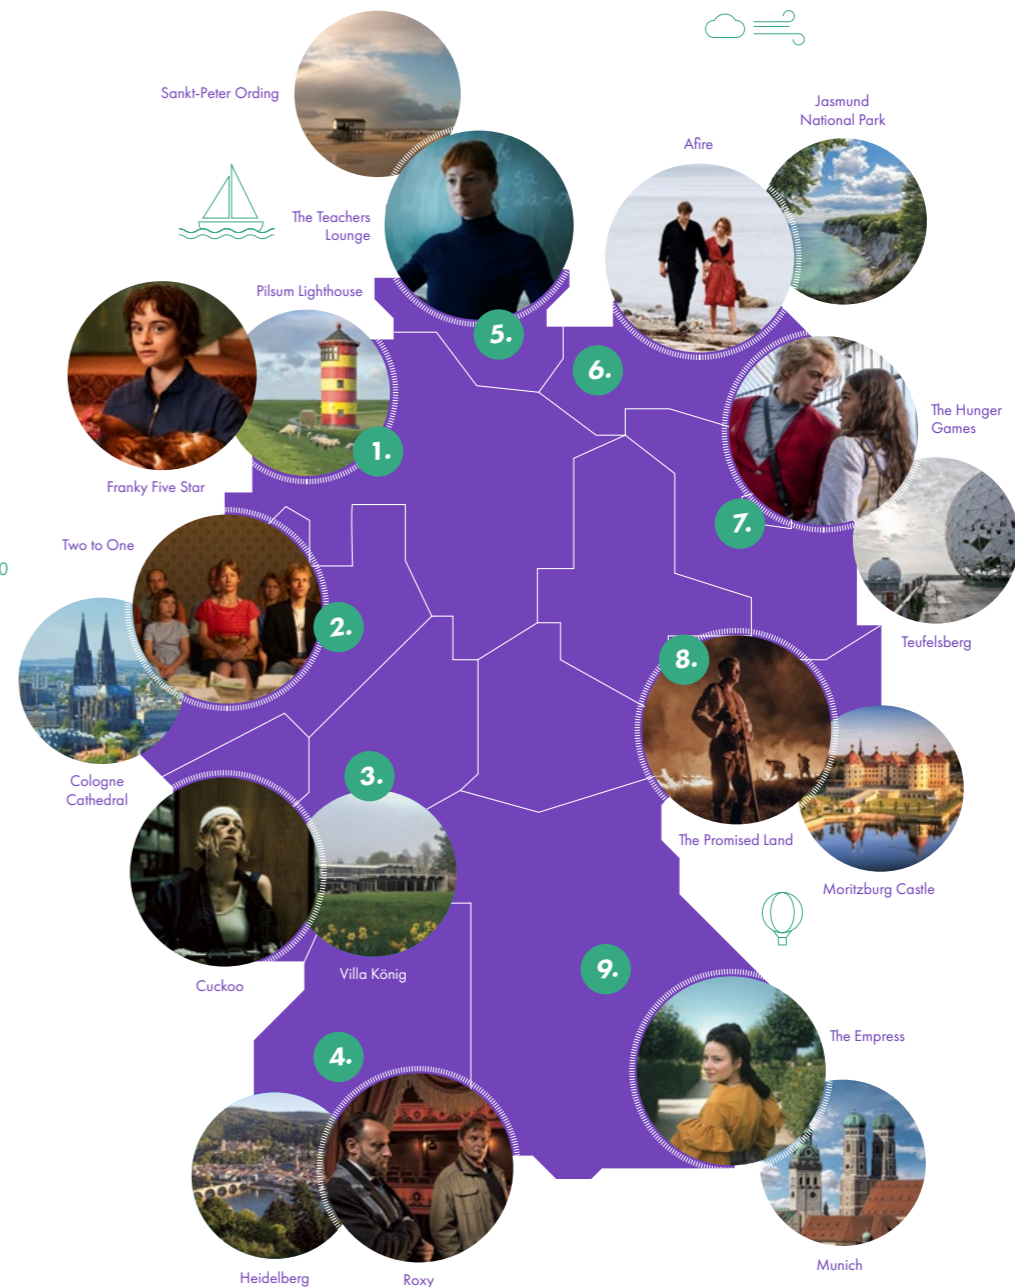 Sankt-Peter Ording
Jasmund
National Park
Afire
The Teachers
Lounge
Pilsum Lighthouse
5.
6.
The Hunger
Games
1.
Franky Five Star
7.
Two to One
0
2.
Teufelsberg
8.
Cologne
Cathedral
3.
The Promised Land
Moritzburg Castle
Villa König
Cuckoo
9.
The Empress
4.
Munich
Heidelberg
Roxy